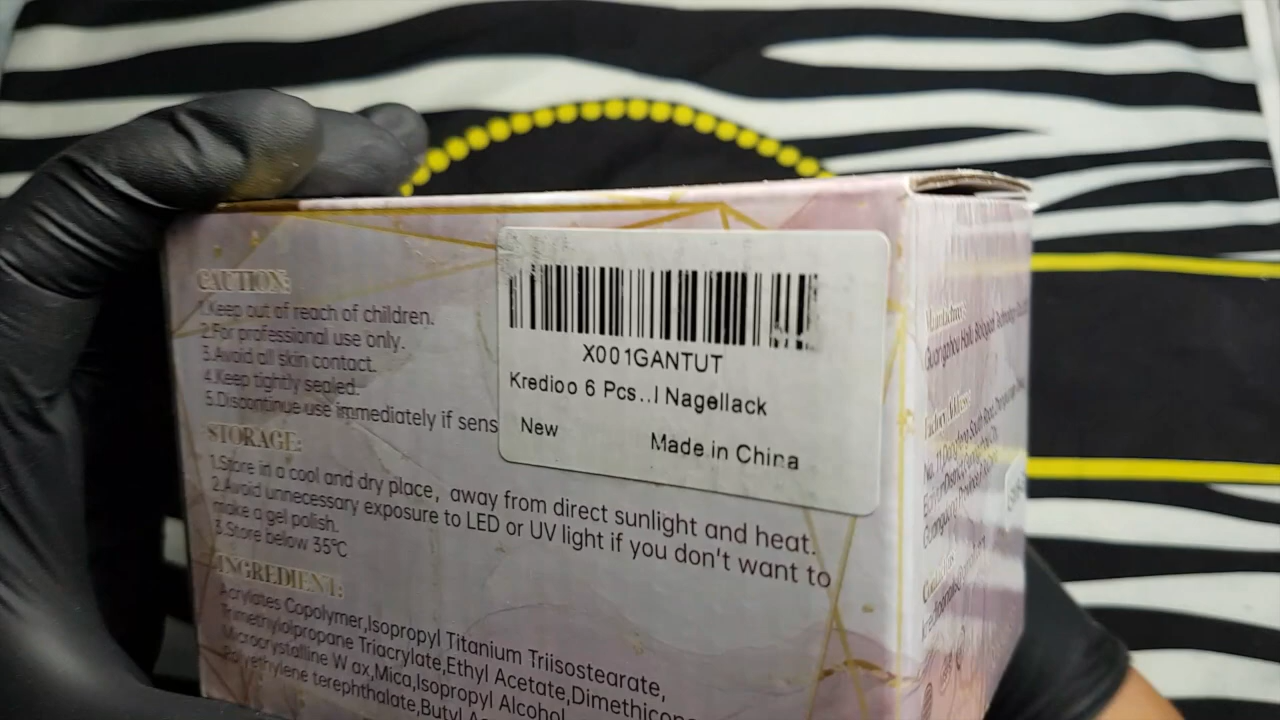 CAUTION:
1.Keep out of reach of children.
2.For professional use only.
3.Avoid all skin contact.
4.Keep tightly sealed.
5.Discontinue use immediately if sens
STORAGE:
1.Store in a cool and dry place, away from direct sunlight and heat.
2.Avoid unnecessary exposure to LED or UV light if you don't want to
make a gel polish.
3.Store below 35°C
INGREDIENT:
Acrylates Copolymer,Isopropyl Titanium Triisostearate,
Trimethylolpropane Triacrylate,Ethyl Acetate,Dimethicone
Microcrystalline Wax,Mica,Isopropyl Alcohol
Polyethylene terephthalate,Butyl
X001GANTUT
Kredioo 6 Pcs..l Nagellack
New
Made in China
Guangzhou